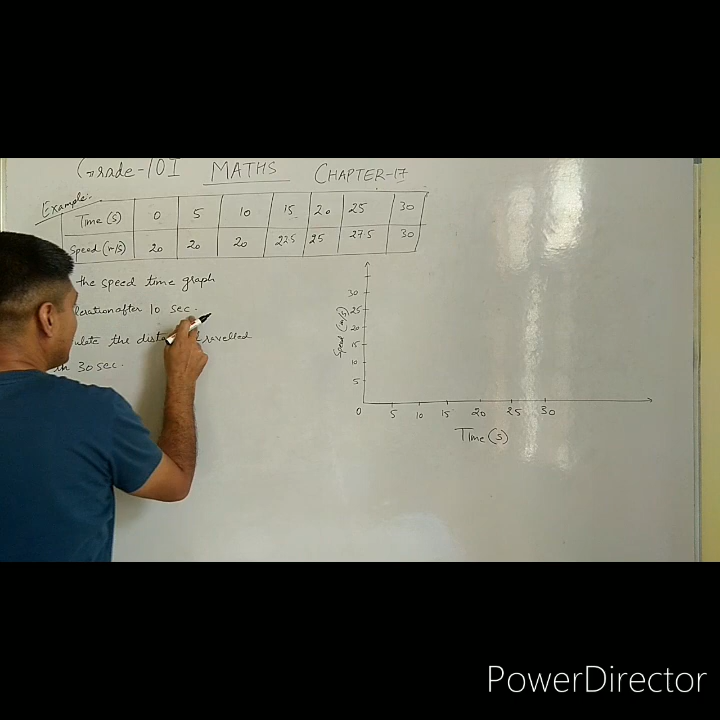 Grade-10I MATHS CHAPTER-17
Example:-
Time (s) 0 5 10 15 20 25 30
Speed (m/s) 20 20 20 22.5 25 27.5 30
the speed time graph
after 10 sec.
the travelled
30 sec.
30
25
20
15
10
5
Speed (m/s)
0 5 10 15 20 25 30
Time (s)
PowerDirector